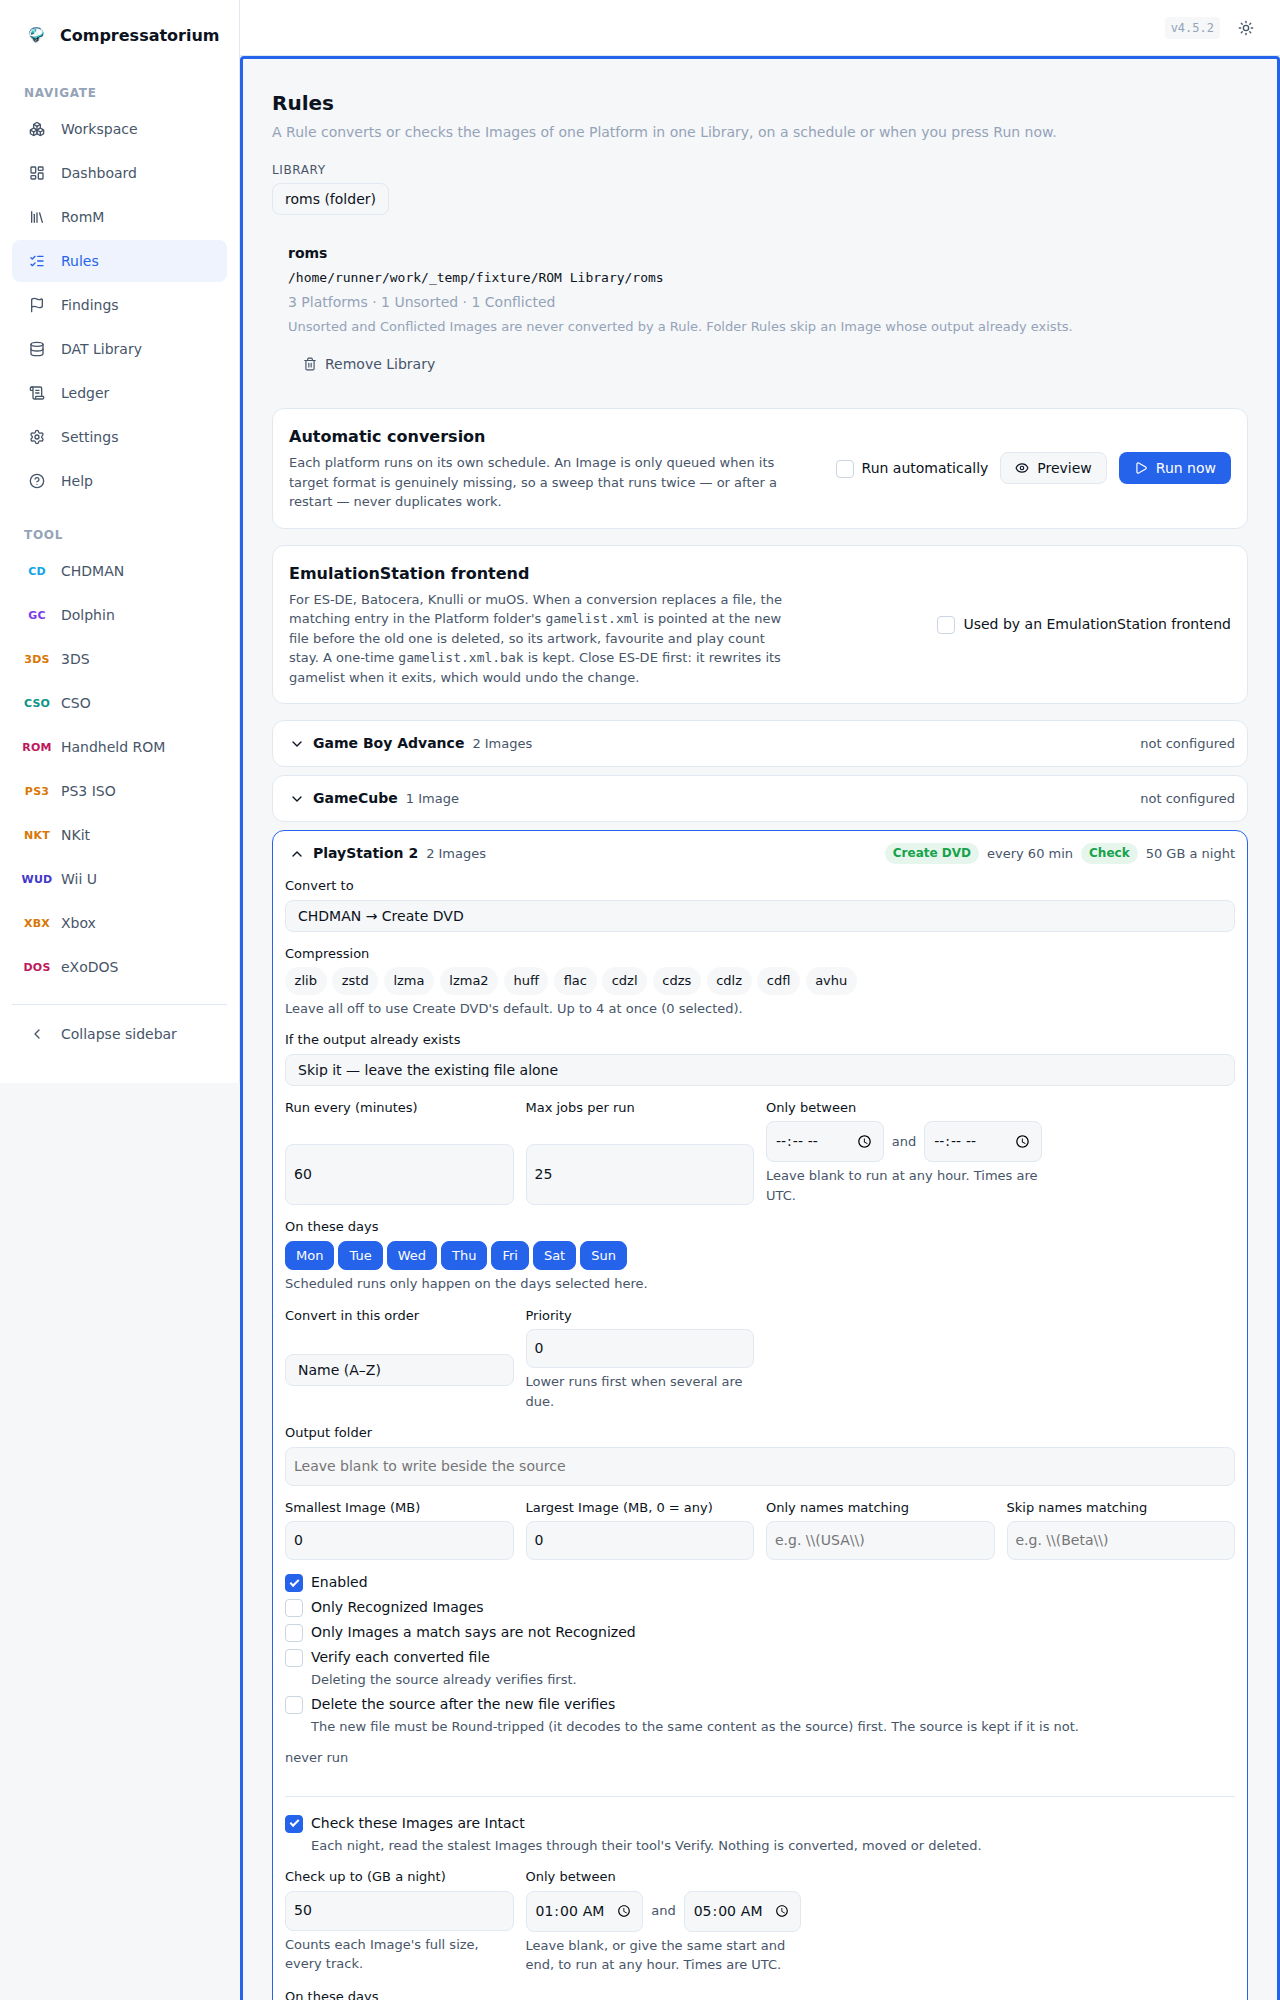 Compressatorium
v4.5.2
NAVIGATE
Workspace
Dashboard
RomM
Rules
Findings
DAT Library
Ledger
Settings
Help
TOOL
CD CHDMAN
GC Dolphin
3DS 3DS
CSO CSO
ROM Handheld ROM
PS3 PS3 ISO
NKT NKit
WUD Wii U
XBX Xbox
DOS eXoDOS
Collapse sidebar
Rules
A Rule converts or checks the Images of one Platform in one Library, on a schedule or when you press Run now.
LIBRARY
roms (folder)
roms
/home/runner/work/_temp/fixture/ROM Library/roms
3 Platforms · 1 Unsorted · 1 Conflicted
Unsorted and Conflicted Images are never converted by a Rule. Folder Rules skip an Image whose output already exists.
Remove Library
Automatic conversion
Each platform runs on its own schedule. An Image is only queued when its
target format is genuinely missing, so a sweep that runs twice — or after a
restart — never duplicates work.
Run automatically
Preview
Run now
EmulationStation frontend
For ES-DE, Batocera, Knulli or muOS. When a conversion replaces a file, the
matching entry in the Platform folder's gamelist.xml is pointed at the new
file before the old one is deleted, so its artwork, favourite and play count
stay. A one-time gamelist.xml.bak is kept. Close ES-DE first: it rewrites its
gamelist when it exits, which would undo the change.
Used by an EmulationStation frontend
Game Boy Advance 2 Images not configured
GameCube 1 Image not configured
PlayStation 2 2 Images Create DVD every 60 min Check 50 GB a night
Convert to
CHDMAN → Create DVD
Compression
zlib zstd lzma lzma2 huff flac cdzl cdzs cdlz cdfl avhu
Leave all off to use Create DVD's default. Up to 4 at once (0 selected).
If the output already exists
Skip it — leave the existing file alone
Run every (minutes) Max jobs per run Only between
60 25 --:-- -- and --:-- --
Leave blank to run at any hour. Times are
UTC.
On these days
Mon Tue Wed Thu Fri Sat Sun
Scheduled runs only happen on the days selected here.
Convert in this order Priority
Name (A–Z) 0
Lower runs first when several are
due.
Output folder
Leave blank to write beside the source
Smallest Image (MB) Largest Image (MB, 0 = any) Only names matching Skip names matching
0 0 e.g. \\(USA\\) e.g. \\(Beta\\)
Enabled
Only Recognized Images
Only Images a match says are not Recognized
Verify each converted file
Deleting the source already verifies first.
Delete the source after the new file verifies
The new file must be Round-tripped (it decodes to the same content as the source) first. The source is kept if it is not.
never run
Check these Images are Intact
Each night, read the stalest Images through their tool's Verify. Nothing is converted, moved or deleted.
Check up to (GB a night) Only between
50 01:00 AM and 05:00 AM
Counts each Image's full size,
every track.
Leave blank, or give the same start and
end, to run at any hour. Times are UTC.
On these days